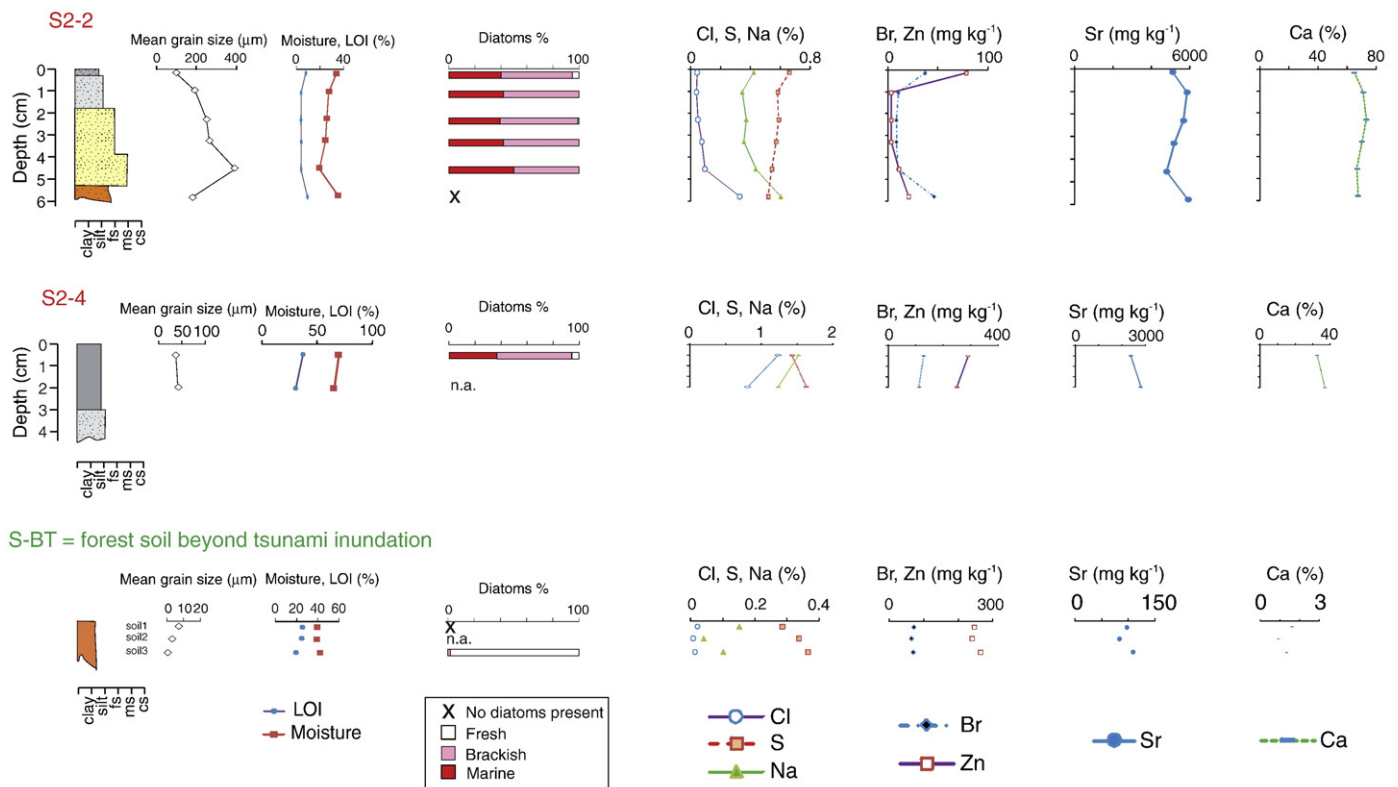 S2-2
Mean grain size (μm)
Moisture, LOI (%)
Diatoms %
Cl, S, Na (%)
Br, Zn (mg kg-1)
Sr (mg kg-1)
Ca (%)
0 200 400
0 20 40
0 100
0 0.8
0 100
0 6000
0 40 80
Depth (cm)
0
1
2
3
4
5
6
X
clay
silt
fs
ms
cs
S2-4
Mean grain size (μm)
Moisture, LOI (%)
Diatoms %
Cl, S, Na (%)
Br, Zn (mg kg-1)
Sr (mg kg-1)
Ca (%)
0 50 100
0 50 100
0 100
0 1 2
0 400
0 3000
0 40
Depth (cm)
0
1
2
3
4
n.a.
clay
silt
fs
ms
cs
S-BT = forest soil beyond tsunami inundation
Mean grain size (μm)
Moisture, LOI (%)
Diatoms %
Cl, S, Na (%)
Br, Zn (mg kg-1)
Sr (mg kg-1)
Ca (%)
0 10 20
0 20 40 60
0 100
0 0.2 0.4
0 300
0 150
0 3
soil1
soil2
soil3
X
n.a.
clay
silt
fs
ms
cs
LOI
Moisture
X No diatoms present
Fresh
Brackish
Marine
Cl
S
Na
Br
Zn
Sr
Ca